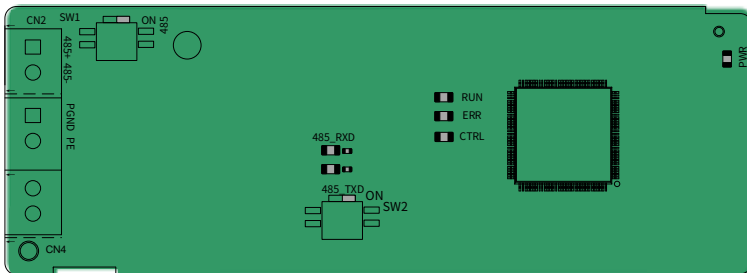 CN2
SW1
ON
485
485+ 485-
PWR
PGND PE
RUN
ERR
CTRL
485_RXD
485_TXD
ON
SW2
CN4